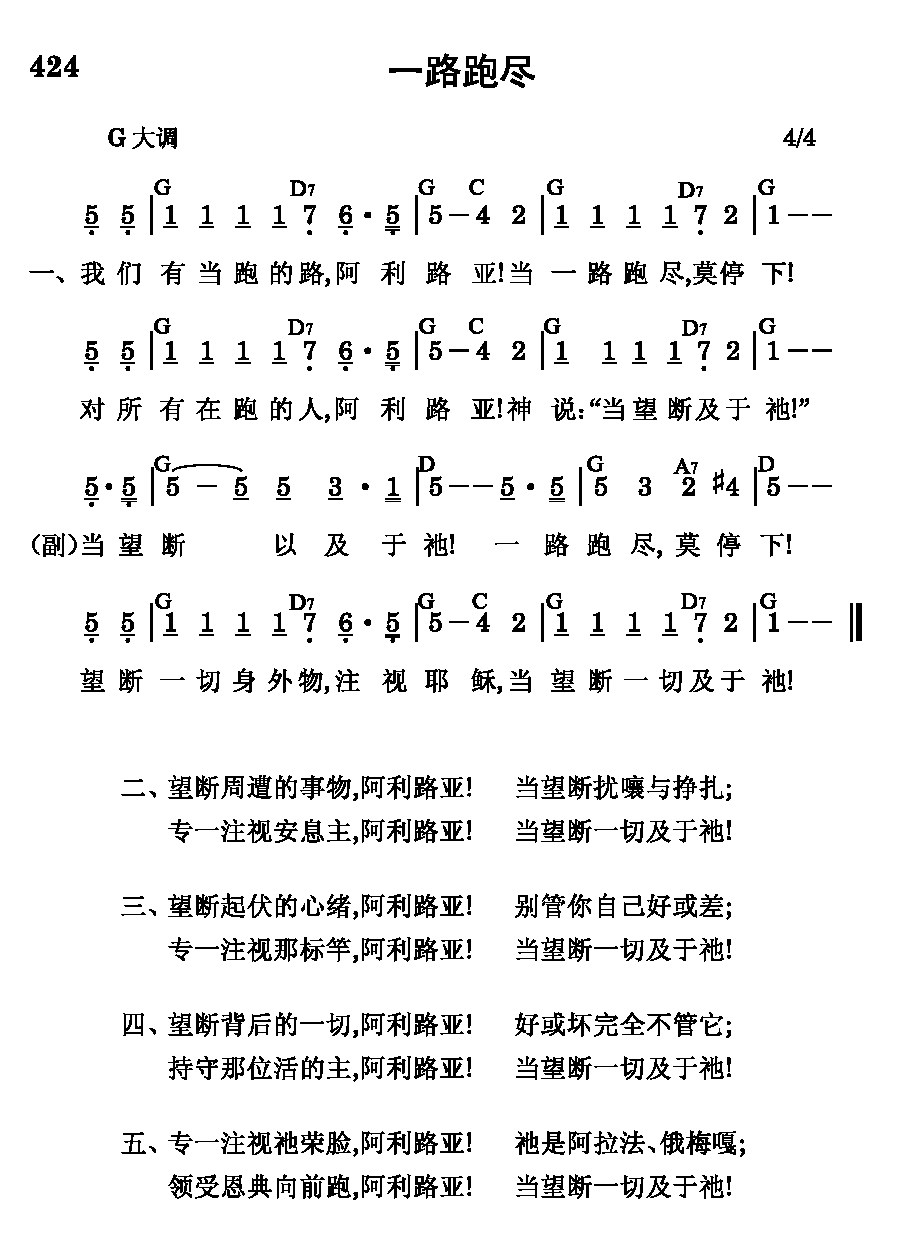 424
一路跑尽
G 大调 4/4
G D7 G C G D7 G
5 5 | 1 1 1 1 7 6 · 5 | 5 – 4 2 | 1 1 1 1 7 2 | 1 – –
一、我们有当跑的路,阿利路亚!当一路跑尽,莫停下!
G D7 G C G D7 G
5 5 | 1 1 1 1 7 6 · 5 | 5 – 4 2 | 1 1 1 1 7 2 | 1 – –
对所有在跑的人,阿利路亚!神说:“当望断及于祂!”
G D G A7 D
5 · 5 | 5 – 5 5 3 · 1 | 5 – – 5 · 5 | 5 3 2 ♯4 | 5 – –
(副)当望断以及于祂!一路跑尽,莫停下!
G D7 G C G D7 G
5 5 | 1 1 1 1 7 6 · 5 | 5 – 4 2 | 1 1 1 1 7 2 | 1 – – ‖
望断一切身外物,注视耶稣,当望断一切及于祂!
二、望断周遭的事物,阿利路亚! 当望断扰嚷与挣扎;
专一注视安息主,阿利路亚! 当望断一切及于祂!
三、望断起伏的心绪,阿利路亚! 别管你自己好或差;
专一注视那标竿,阿利路亚! 当望断一切及于祂!
四、望断背后的一切,阿利路亚! 好或坏完全不管它;
持守那位活的主,阿利路亚! 当望断一切及于祂!
五、专一注视祂荣脸,阿利路亚! 祂是阿拉法、俄梅嘎;
领受恩典向前跑,阿利路亚! 当望断一切及于祂!